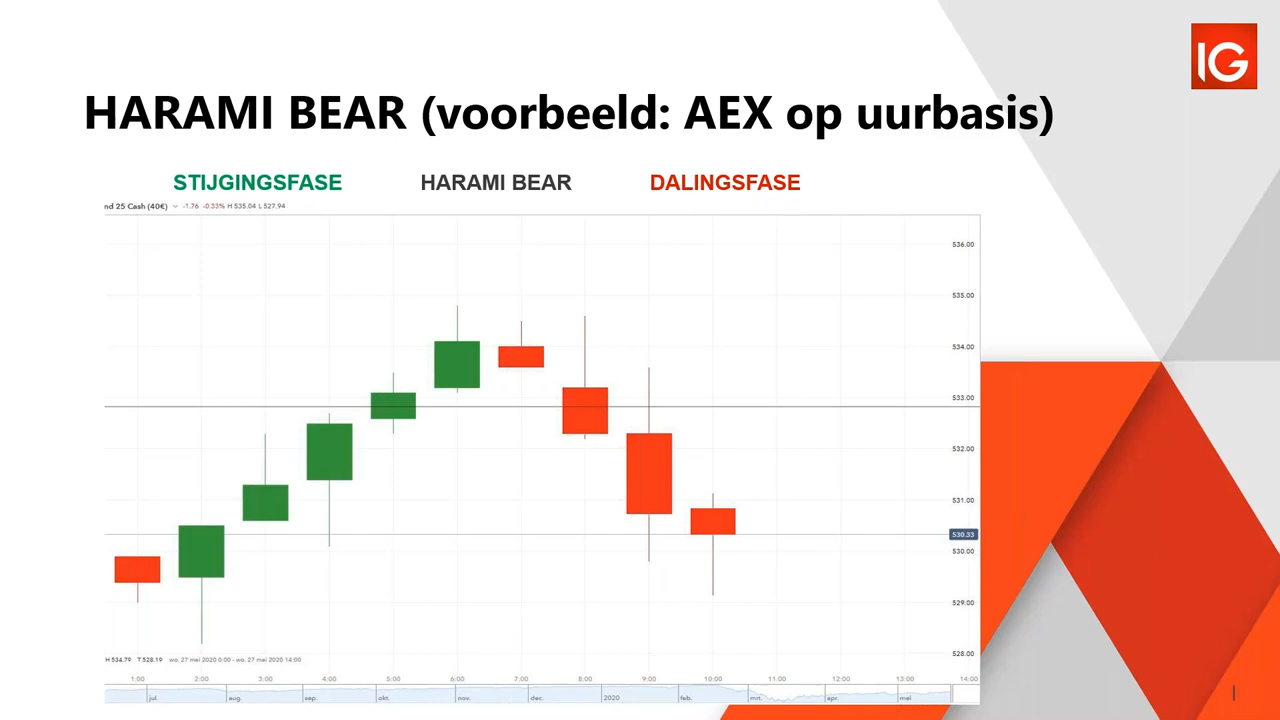 IG
HARAMI BEAR (voorbeeld: AEX op uurbasis)
STIJGINGSFASE HARAMI BEAR DALINGSFASE
nd 25 Cash (40€) -1.76 -0.33% H 535.04 L 527.94
536.00
535.00
534.00
533.00
532.00
531.00
530.33
530.00
529.00
528.00
H 534.79 T 528.19 wo. 27 mei 2020 0:00 - wo. 27 mei 2020 14:00
1:00 2:00 3:00 4:00 5:00 6:00 7:00 8:00 9:00 10:00 11:00 12:00 13:00 14:00
jul. aug. sep. okt. nov. dec. 2020 feb. mrt. apr. mei